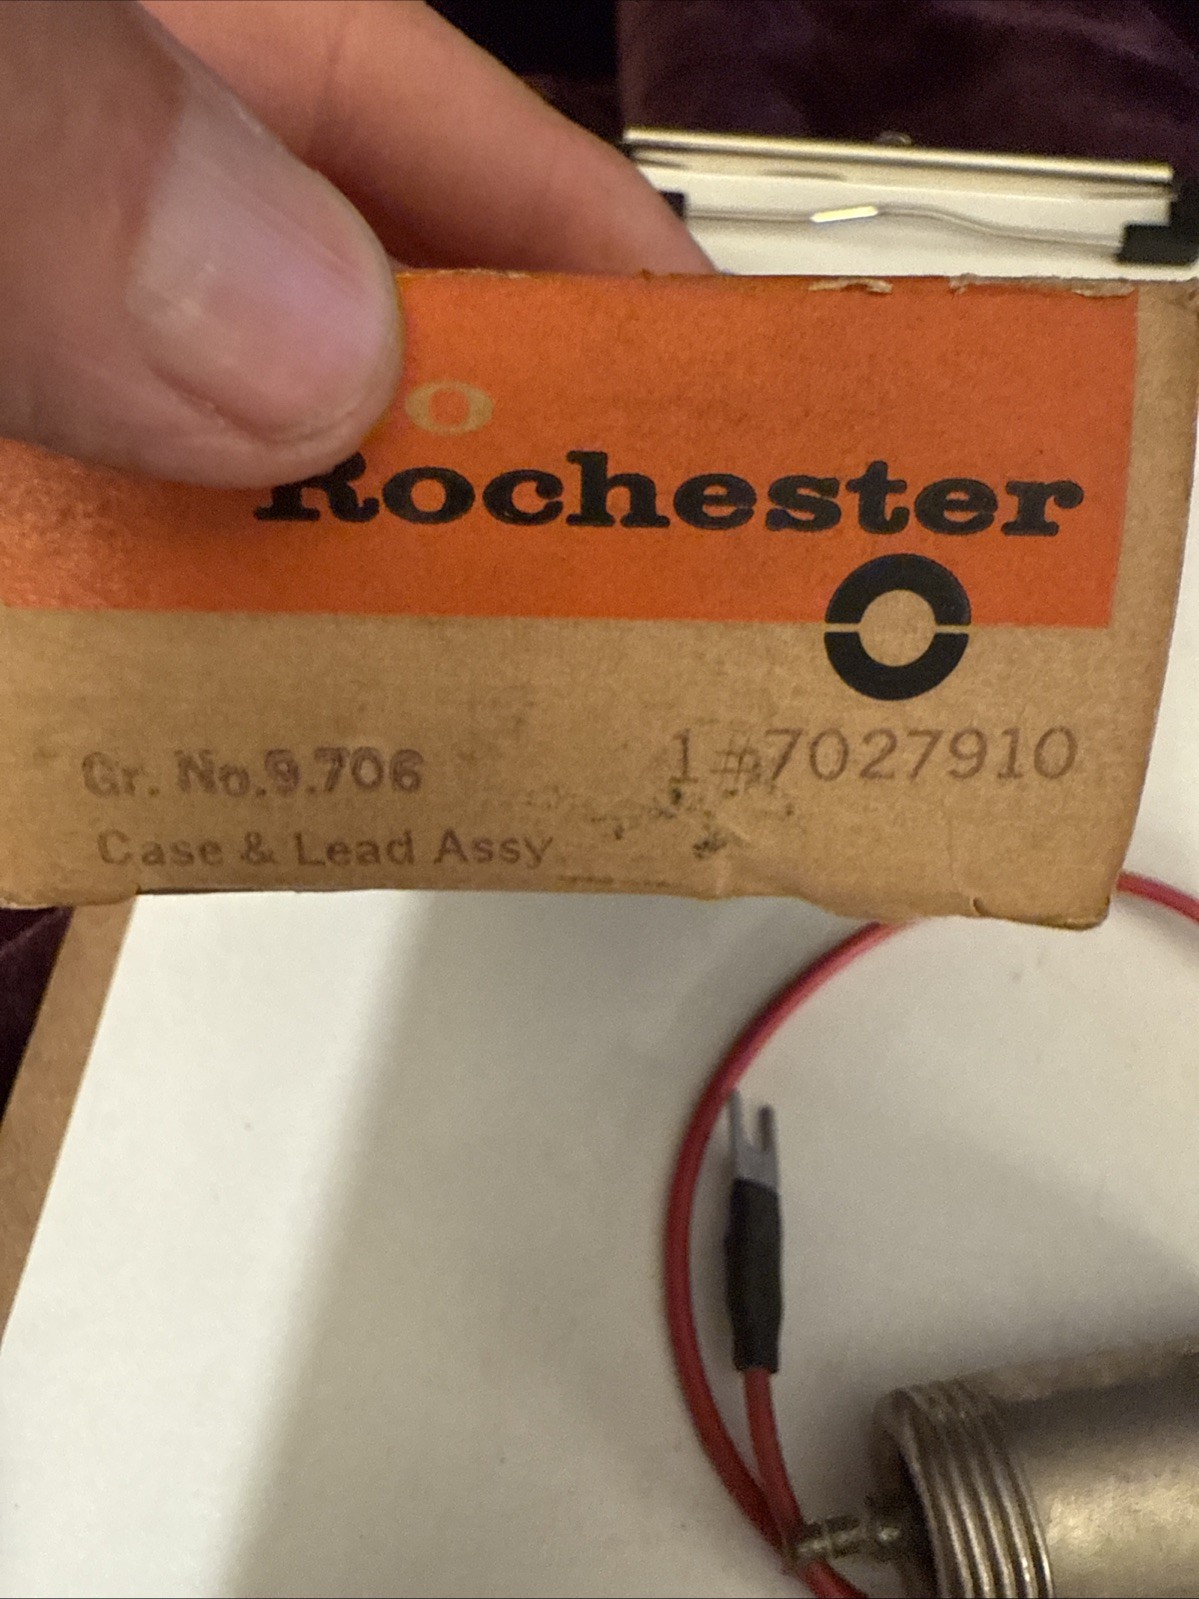 Rochester
Gr. No.9.706
1#7027910
Case & Lead Assy